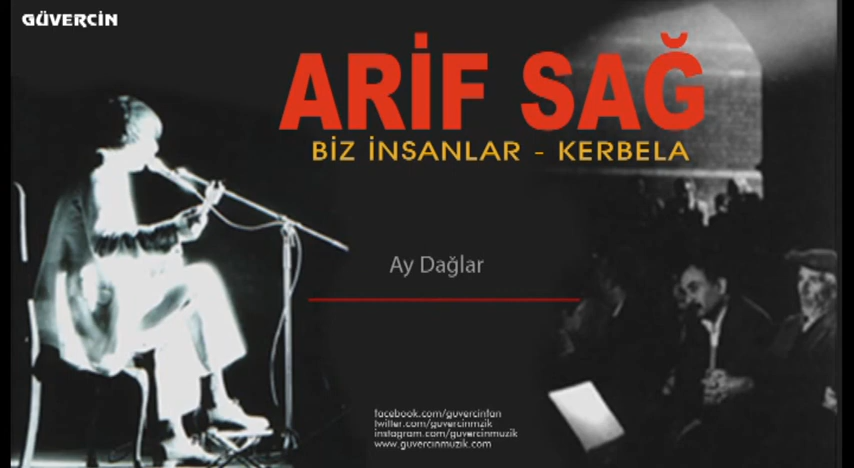 GÜVERCİN
ARİF SAĞ
BİZ İNSANLAR - KERBELA
Ay Dağlar
facebook.com/guvercinfan
twitter.com/guvercinmzik
instagram.com/guvercinmuzik
www.guvercinmuzik.com